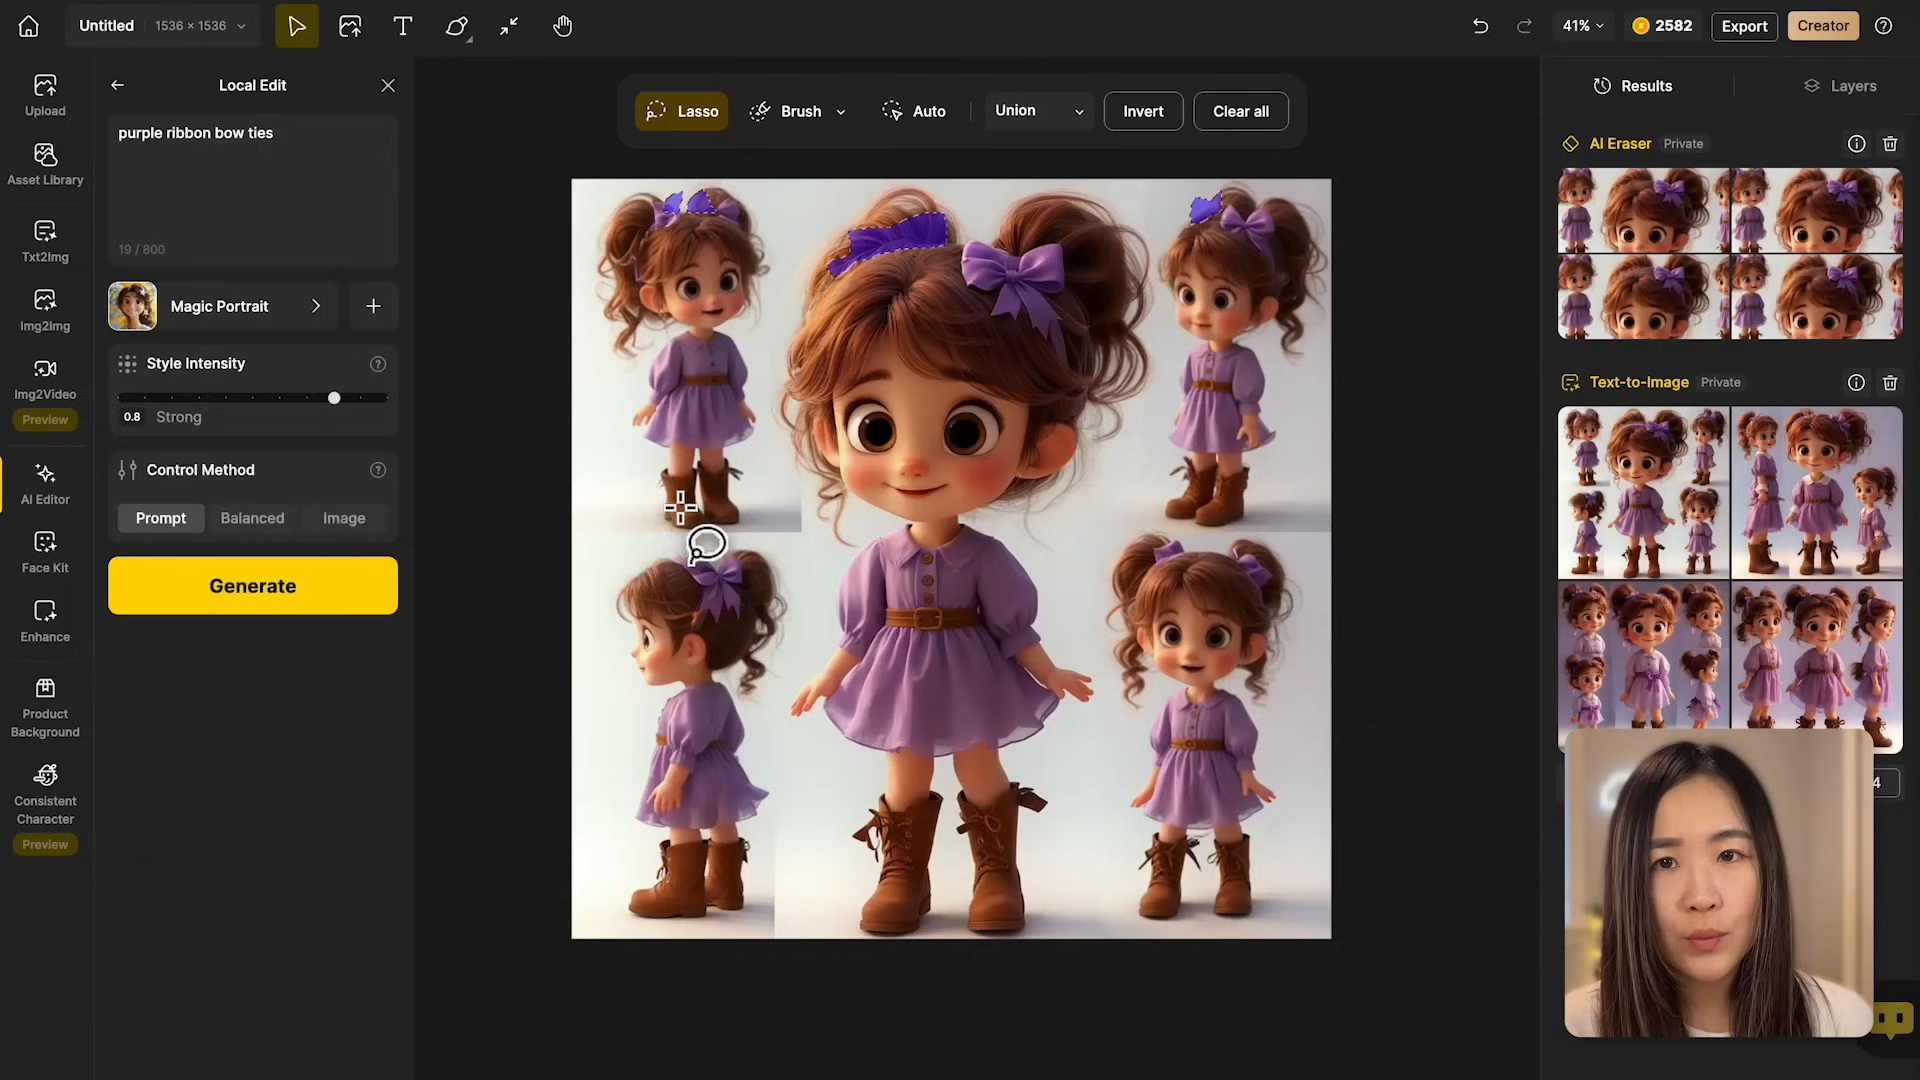 Untitled
1536 × 1536
41%
2582
Export
Creator
Upload
Asset Library
Txt2Img
Img2Img
Img2Video
Preview
AI Editor
Face Kit
Enhance
Product
Background
Consistent
Character
Preview
Local Edit
purple ribbon bow ties
19 / 800
Magic Portrait
Style Intensity
0.8 Strong
Control Method
Prompt
Balanced
Image
Generate
Lasso
Brush
Auto
Union
Invert
Clear all
Results
Layers
AI Eraser
Private
Text-to-Image
Private
4